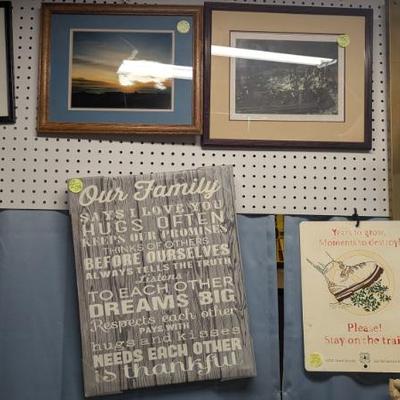 Our Family
SAYS I LOVE YOU
HUGS OFTEN
KEEPS OUR PROMISES
THINKS OF OTHERS
BEFORE OURSELVES
ALWAYS TELLS THE TRUTH
Listens
TO EACH OTHER
DREAMS BIG
Respects each other
PAYS WITH
hugs and kisses
NEEDS EACH OTHER
is thankful
Years to grow,
Moments to destroy!
Please!
Stay on the trai